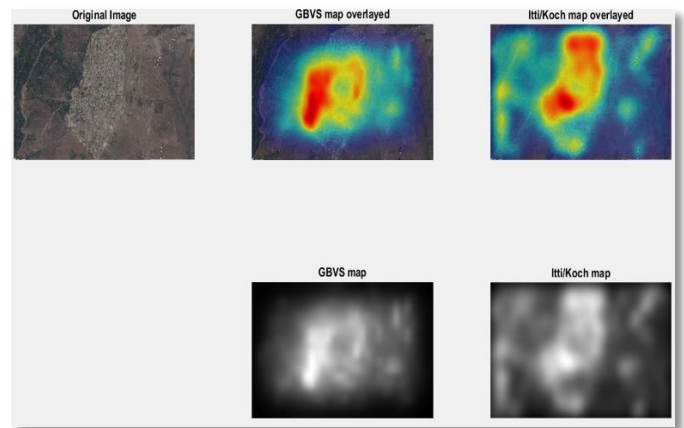 Original Image
GBVS map overlayed
Itti/Koch map overlayed
GBVS map
Itti/Koch map